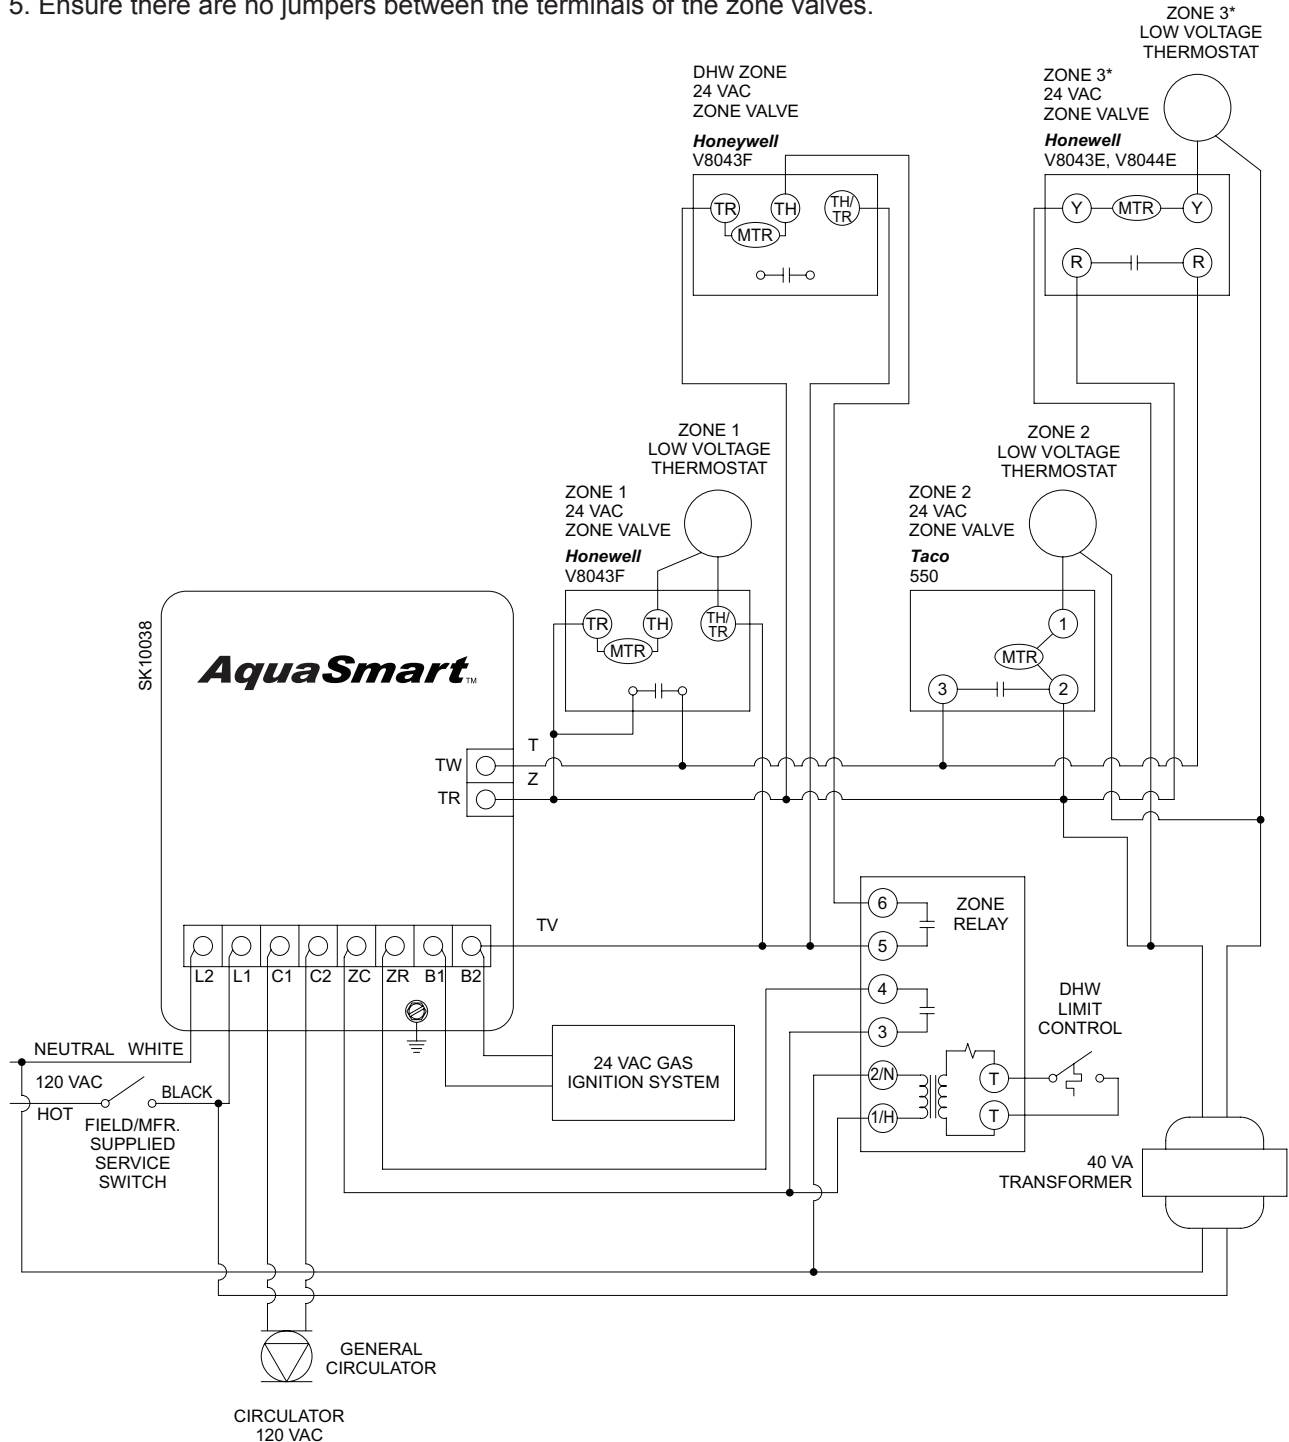 5. Ensure there are no jumpers between the terminals of the zone valves.
ZONE 3*
LOW VOLTAGE
THERMOSTAT
DHW ZONE
24 VAC
ZONE VALVE
Honeywell
V8043F
TR
TH
TH/
TR
MTR
ZONE 3*
24 VAC
ZONE VALVE
Honewell
V8043E, V8044E
Y
MTR
Y
R
R
ZONE 1
LOW VOLTAGE
THERMOSTAT
ZONE 1
24 VAC
ZONE VALVE
Honewell
V8043F
TR
TH
TH/
TR
MTR
ZONE 2
LOW VOLTAGE
THERMOSTAT
ZONE 2
24 VAC
ZONE VALVE
Taco
550
1
MTR
3
2
SK10038
AquaSmart™
TW
T
TR
Z
TV
L2
L1
C1
C2
ZC
ZR
B1
B2
ZONE
RELAY
6
5
4
3
2/N
1/H
T
T
DHW
LIMIT
CONTROL
NEUTRAL WHITE
120 VAC
HOT
BLACK
FIELD/MFR.
SUPPLIED
SERVICE
SWITCH
24 VAC GAS
IGNITION SYSTEM
40 VA
TRANSFORMER
GENERAL
CIRCULATOR
CIRCULATOR
120 VAC